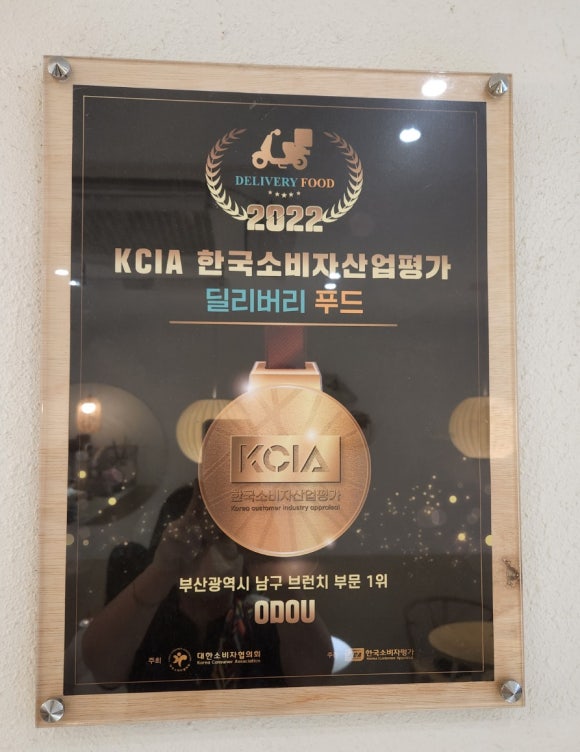 DELIVERY FOOD
2022
KCIA 한국소비자산업평가
딜리버리 푸드
KCIA
한국소비자산업평가
Korea customer industry appraisal
부산광역시 남구 브런치 부문 1위
ODOU
주최 대한소비자협의회
Korea Consumer Association
한국소비자평가